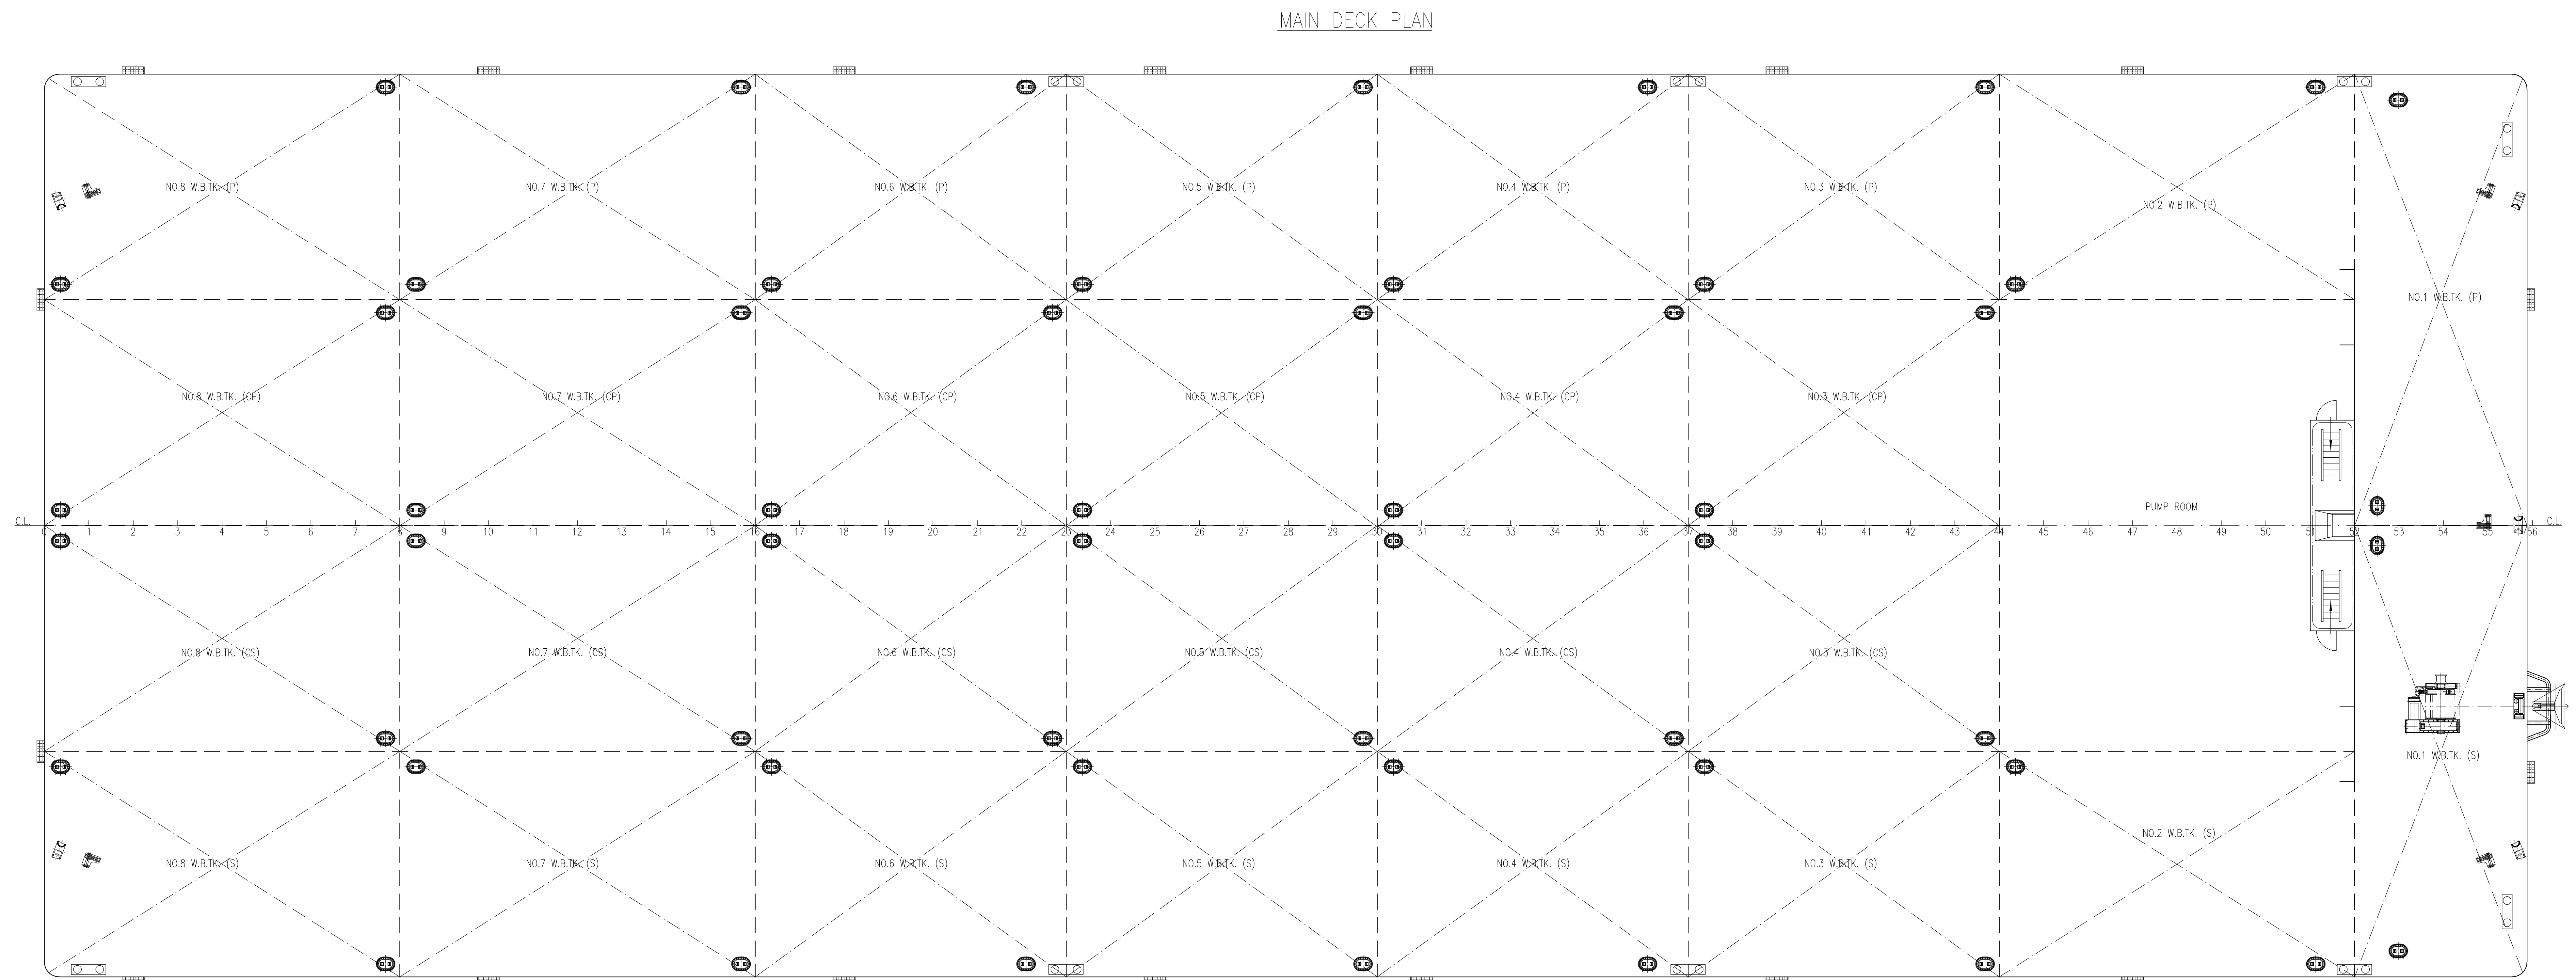 MAIN DECK PLAN
NO.8 W.B.TK. (P) NO.7 W.B.TK. (P) NO.6 W.B.TK. (P) NO.5 W.B.TK. (P) NO.4 W.B.TK. (P) NO.3 W.B.TK. (P)
NO.2 W.B.TK. (P)
NO.1 W.B.TK. (P)
NO.8 W.B.TK. (CP) NO.7 W.B.TK. (CP) NO.6 W.B.TK. (CP) NO.5 W.B.TK. (CP) NO.4 W.B.TK. (CP) NO.3 W.B.TK. (CP)
PUMP ROOM
C.L. C.L.
0 1 2 3 4 5 6 7 8 9 10 11 12 13 14 15 16 17 18 19 20 21 22 23 24 25 26 27 28 29 30 31 32 33 34 35 36 37 38 39 40 41 42 43 44 45 46 47 48 49 50 51 52 53 54 55 56
NO.8 W.B.TK. (CS) NO.7 W.B.TK. (CS) NO.6 W.B.TK. (CS) NO.5 W.B.TK. (CS) NO.4 W.B.TK. (CS) NO.3 W.B.TK. (CS)
NO.1 W.B.TK. (S)
NO.2 W.B.TK. (S)
NO.8 W.B.TK. (S) NO.7 W.B.TK. (S) NO.6 W.B.TK. (S) NO.5 W.B.TK. (S) NO.4 W.B.TK. (S) NO.3 W.B.TK. (S)